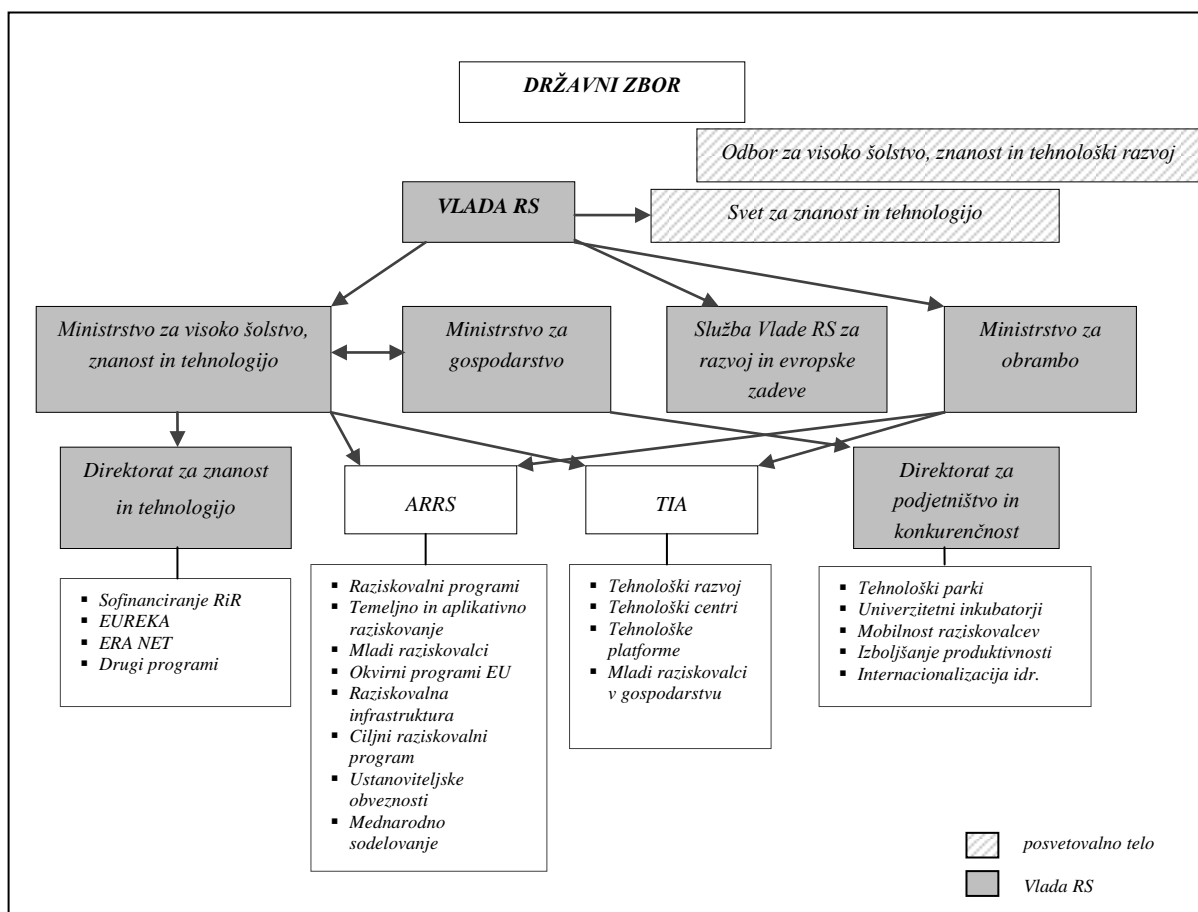 DRŽAVNI ZBOR
Odbor za visoko šolstvo, znanost in tehnološki razvoj
VLADA RS
Svet za znanost in tehnologijo
Ministrstvo za visoko šolstvo,
znanost in tehnologijo
Ministrstvo za
gospodarstvo
Služba Vlade RS za
razvoj in evropske
zadeve
Ministrstvo za
obrambo
Direktorat za znanost
in tehnologijo
ARRS
TIA
Direktorat za
podjetništvo in
konkurenčnost
▪ Sofinanciranje RiR
▪ EUREKA
▪ ERA NET
▪ Drugi programi
▪ Raziskovalni programi
▪ Temeljno in aplikativno
raziskovanje
▪ Mladi raziskovalci
▪ Okvirni programi EU
▪ Raziskovalna
infrastruktura
▪ Ciljni raziskovalni
program
▪ Ustanoviteljske
obveznosti
▪ Mednarodno
sodelovanje
▪ Tehnološki razvoj
▪ Tehnološki centri
▪ Tehnološke
platforme
▪ Mladi raziskovalci
v gospodarstvu
▪ Tehnološki parki
▪ Univerzitetni inkubatorji
▪ Mobilnost raziskovalcev
▪ Izboljšanje produktivnosti
▪ Internacionalizacija idr.
posvetovalno telo
Vlada RS